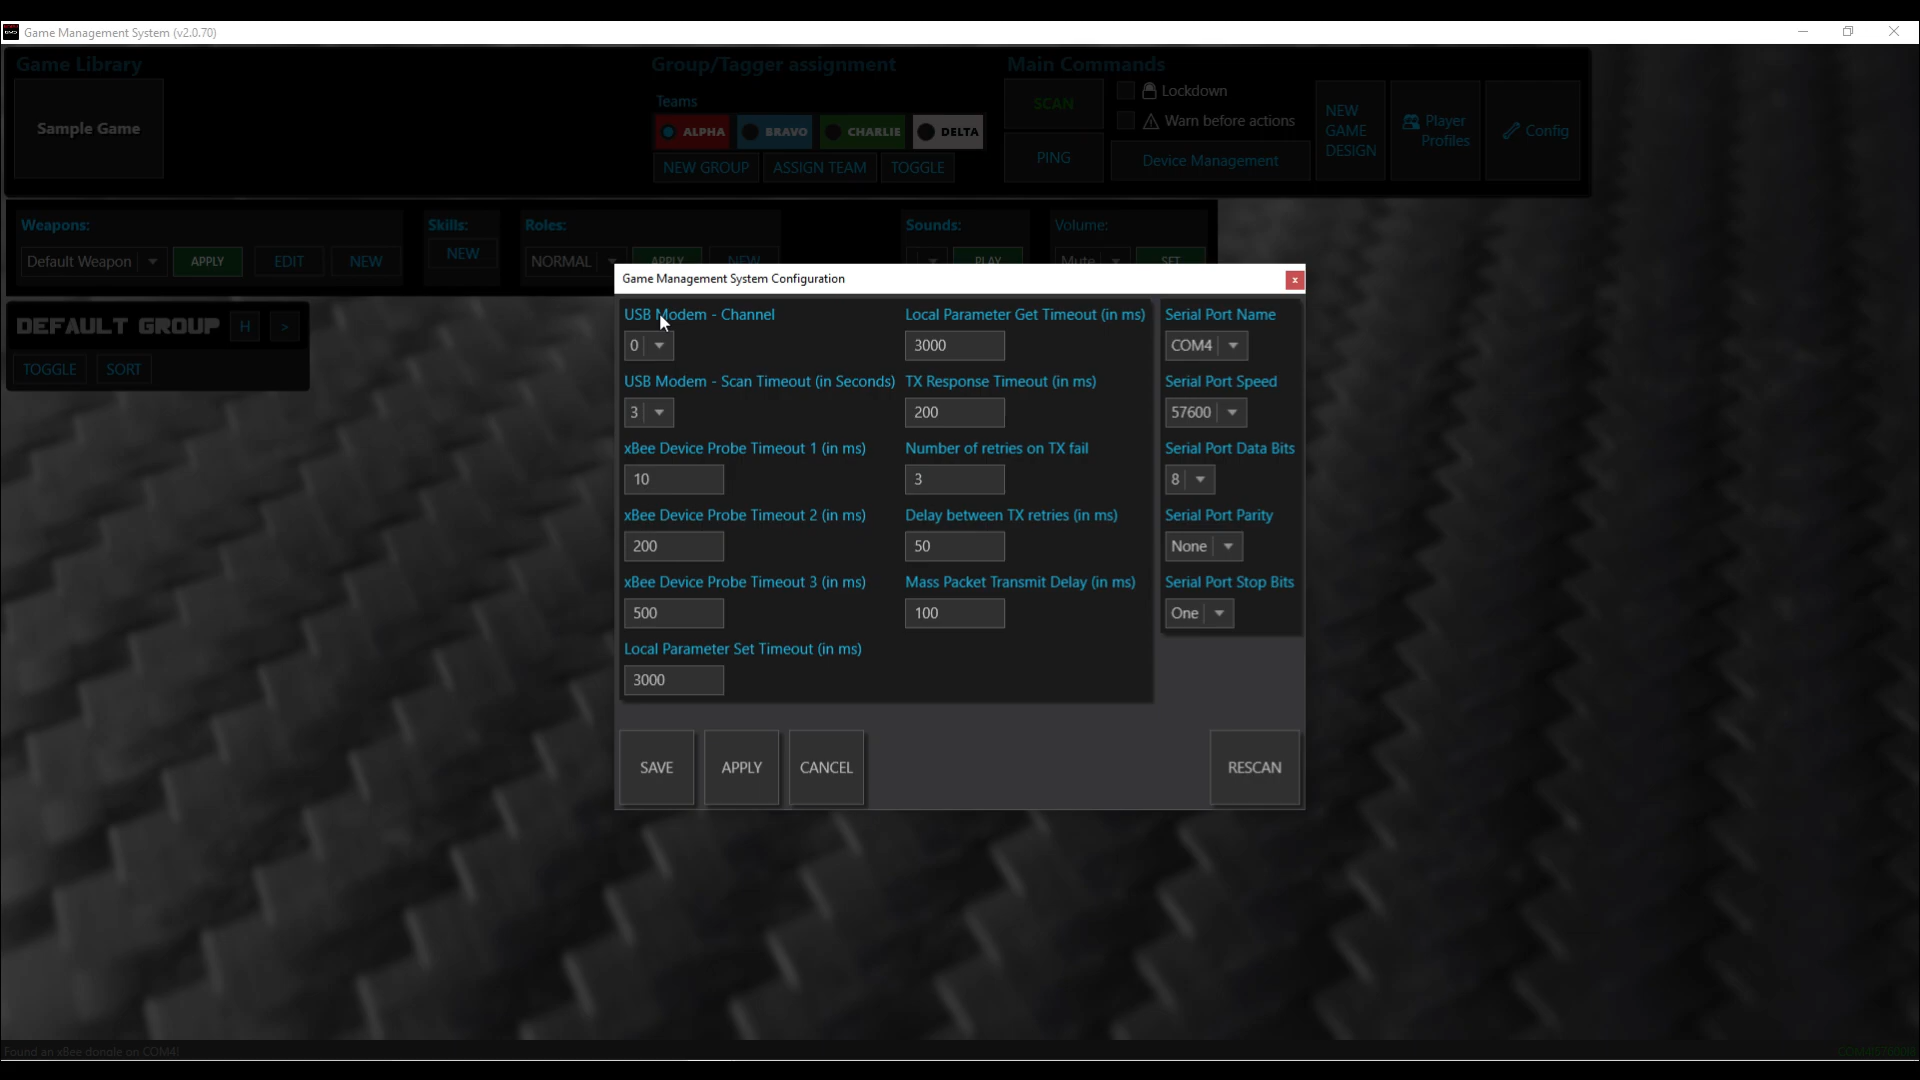 Game Management System (v2.0.70)
Game Library
Sample Game
Group/Tagger assignment
Teams
ALPHA
BRAVO
CHARLIE
DELTA
NEW GROUP
ASSIGN TEAM
TOGGLE
Main Commands
SCAN
PING
Lockdown
Warn before actions
Device Management
NEW
GAME
DESIGN
Player
Profiles
Config
Weapons:
Default Weapon
APPLY
EDIT
NEW
Skills:
NEW
Roles:
NORMAL
APPLY
NEW
Sounds:
PLAY
Volume:
Mute
SET
DEFAULT GROUP
H
>
TOGGLE
SORT
Game Management System Configuration
x
USB Modem - Channel
0
USB Modem - Scan Timeout (in Seconds)
3
xBee Device Probe Timeout 1 (in ms)
10
xBee Device Probe Timeout 2 (in ms)
200
xBee Device Probe Timeout 3 (in ms)
500
Local Parameter Set Timeout (in ms)
3000
Local Parameter Get Timeout (in ms)
3000
TX Response Timeout (in ms)
200
Number of retries on TX fail
3
Delay between TX retries (in ms)
50
Mass Packet Transmit Delay (in ms)
100
Serial Port Name
COM4
Serial Port Speed
57600
Serial Port Data Bits
8
Serial Port Parity
None
Serial Port Stop Bits
One
SAVE
APPLY
CANCEL
RESCAN
Found an xBee dongle on COM4!